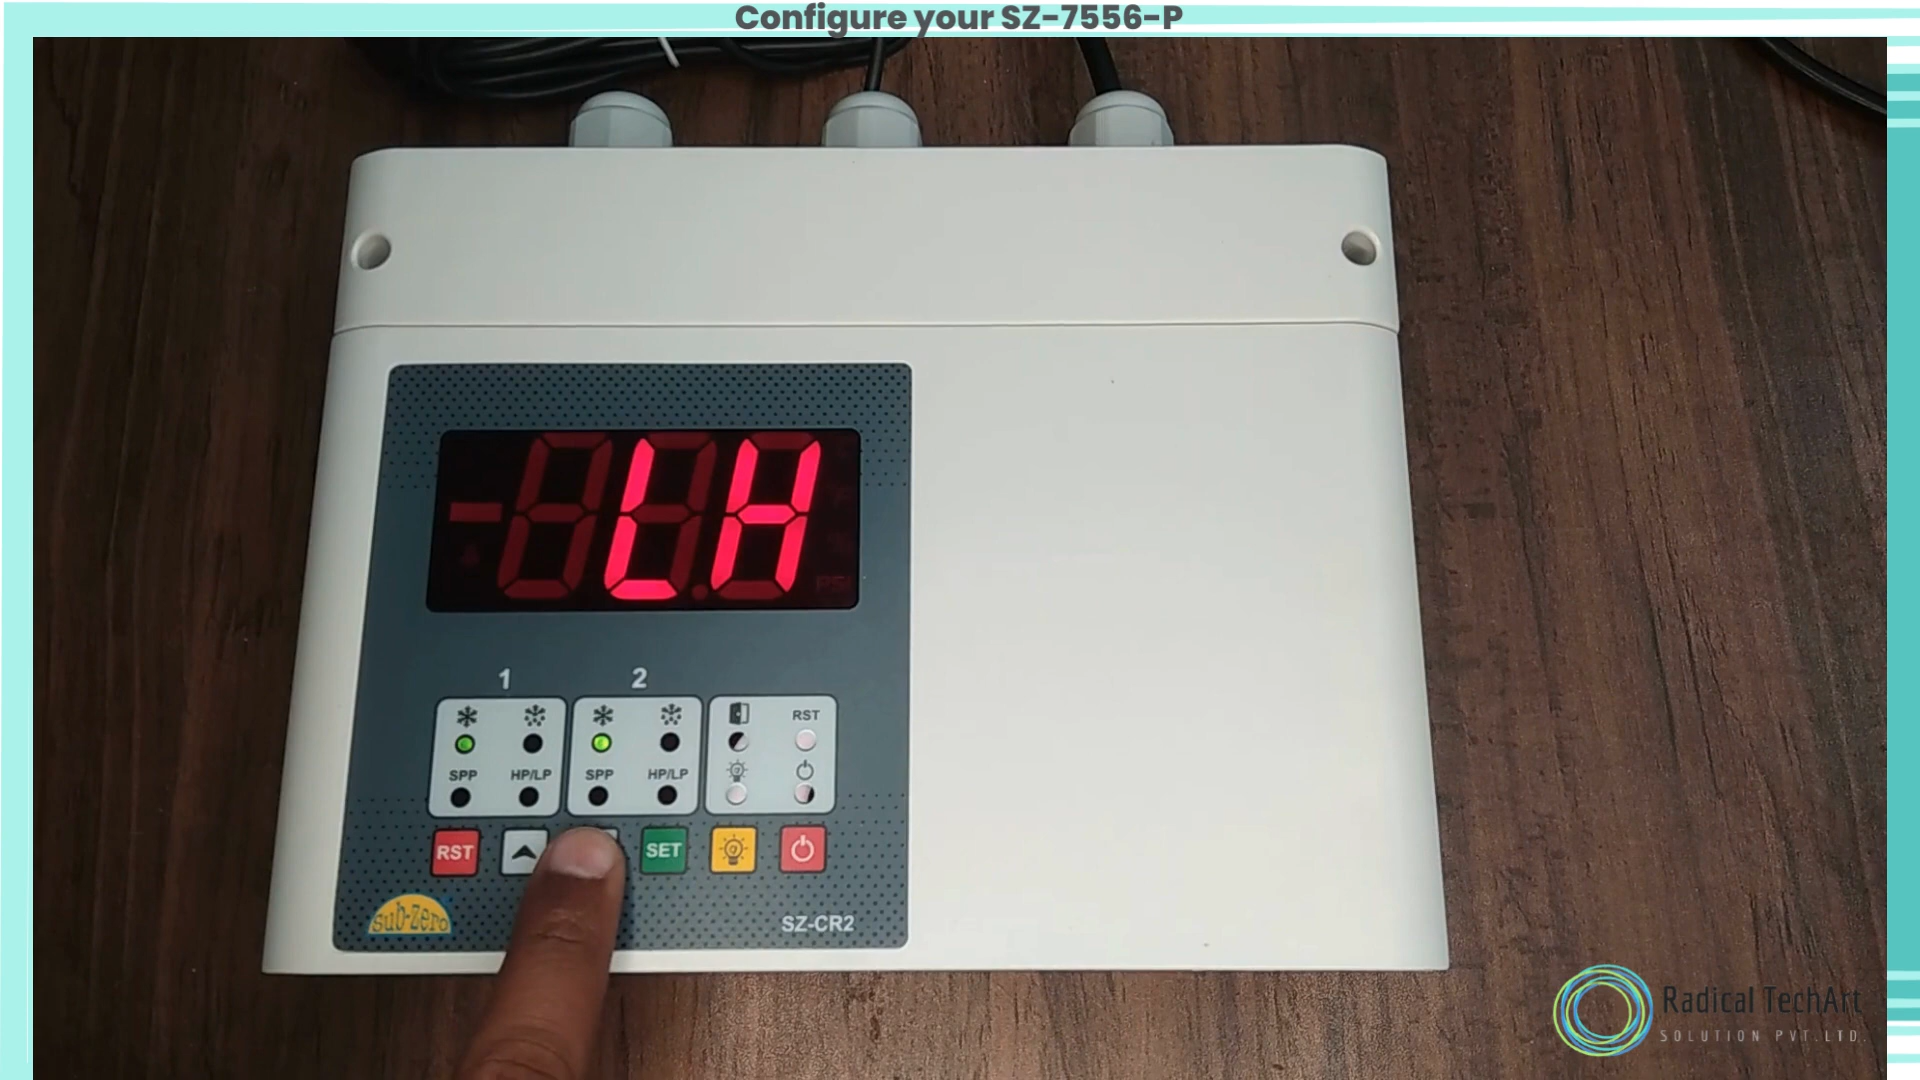 Configure your SZ-7556-P
LH
1 2
RST
SPP HP/LP SPP HP/LP
RST SET
sub-Zero
SZ-CR2
Radical TechArt
SOLUTION PVT.LTD.